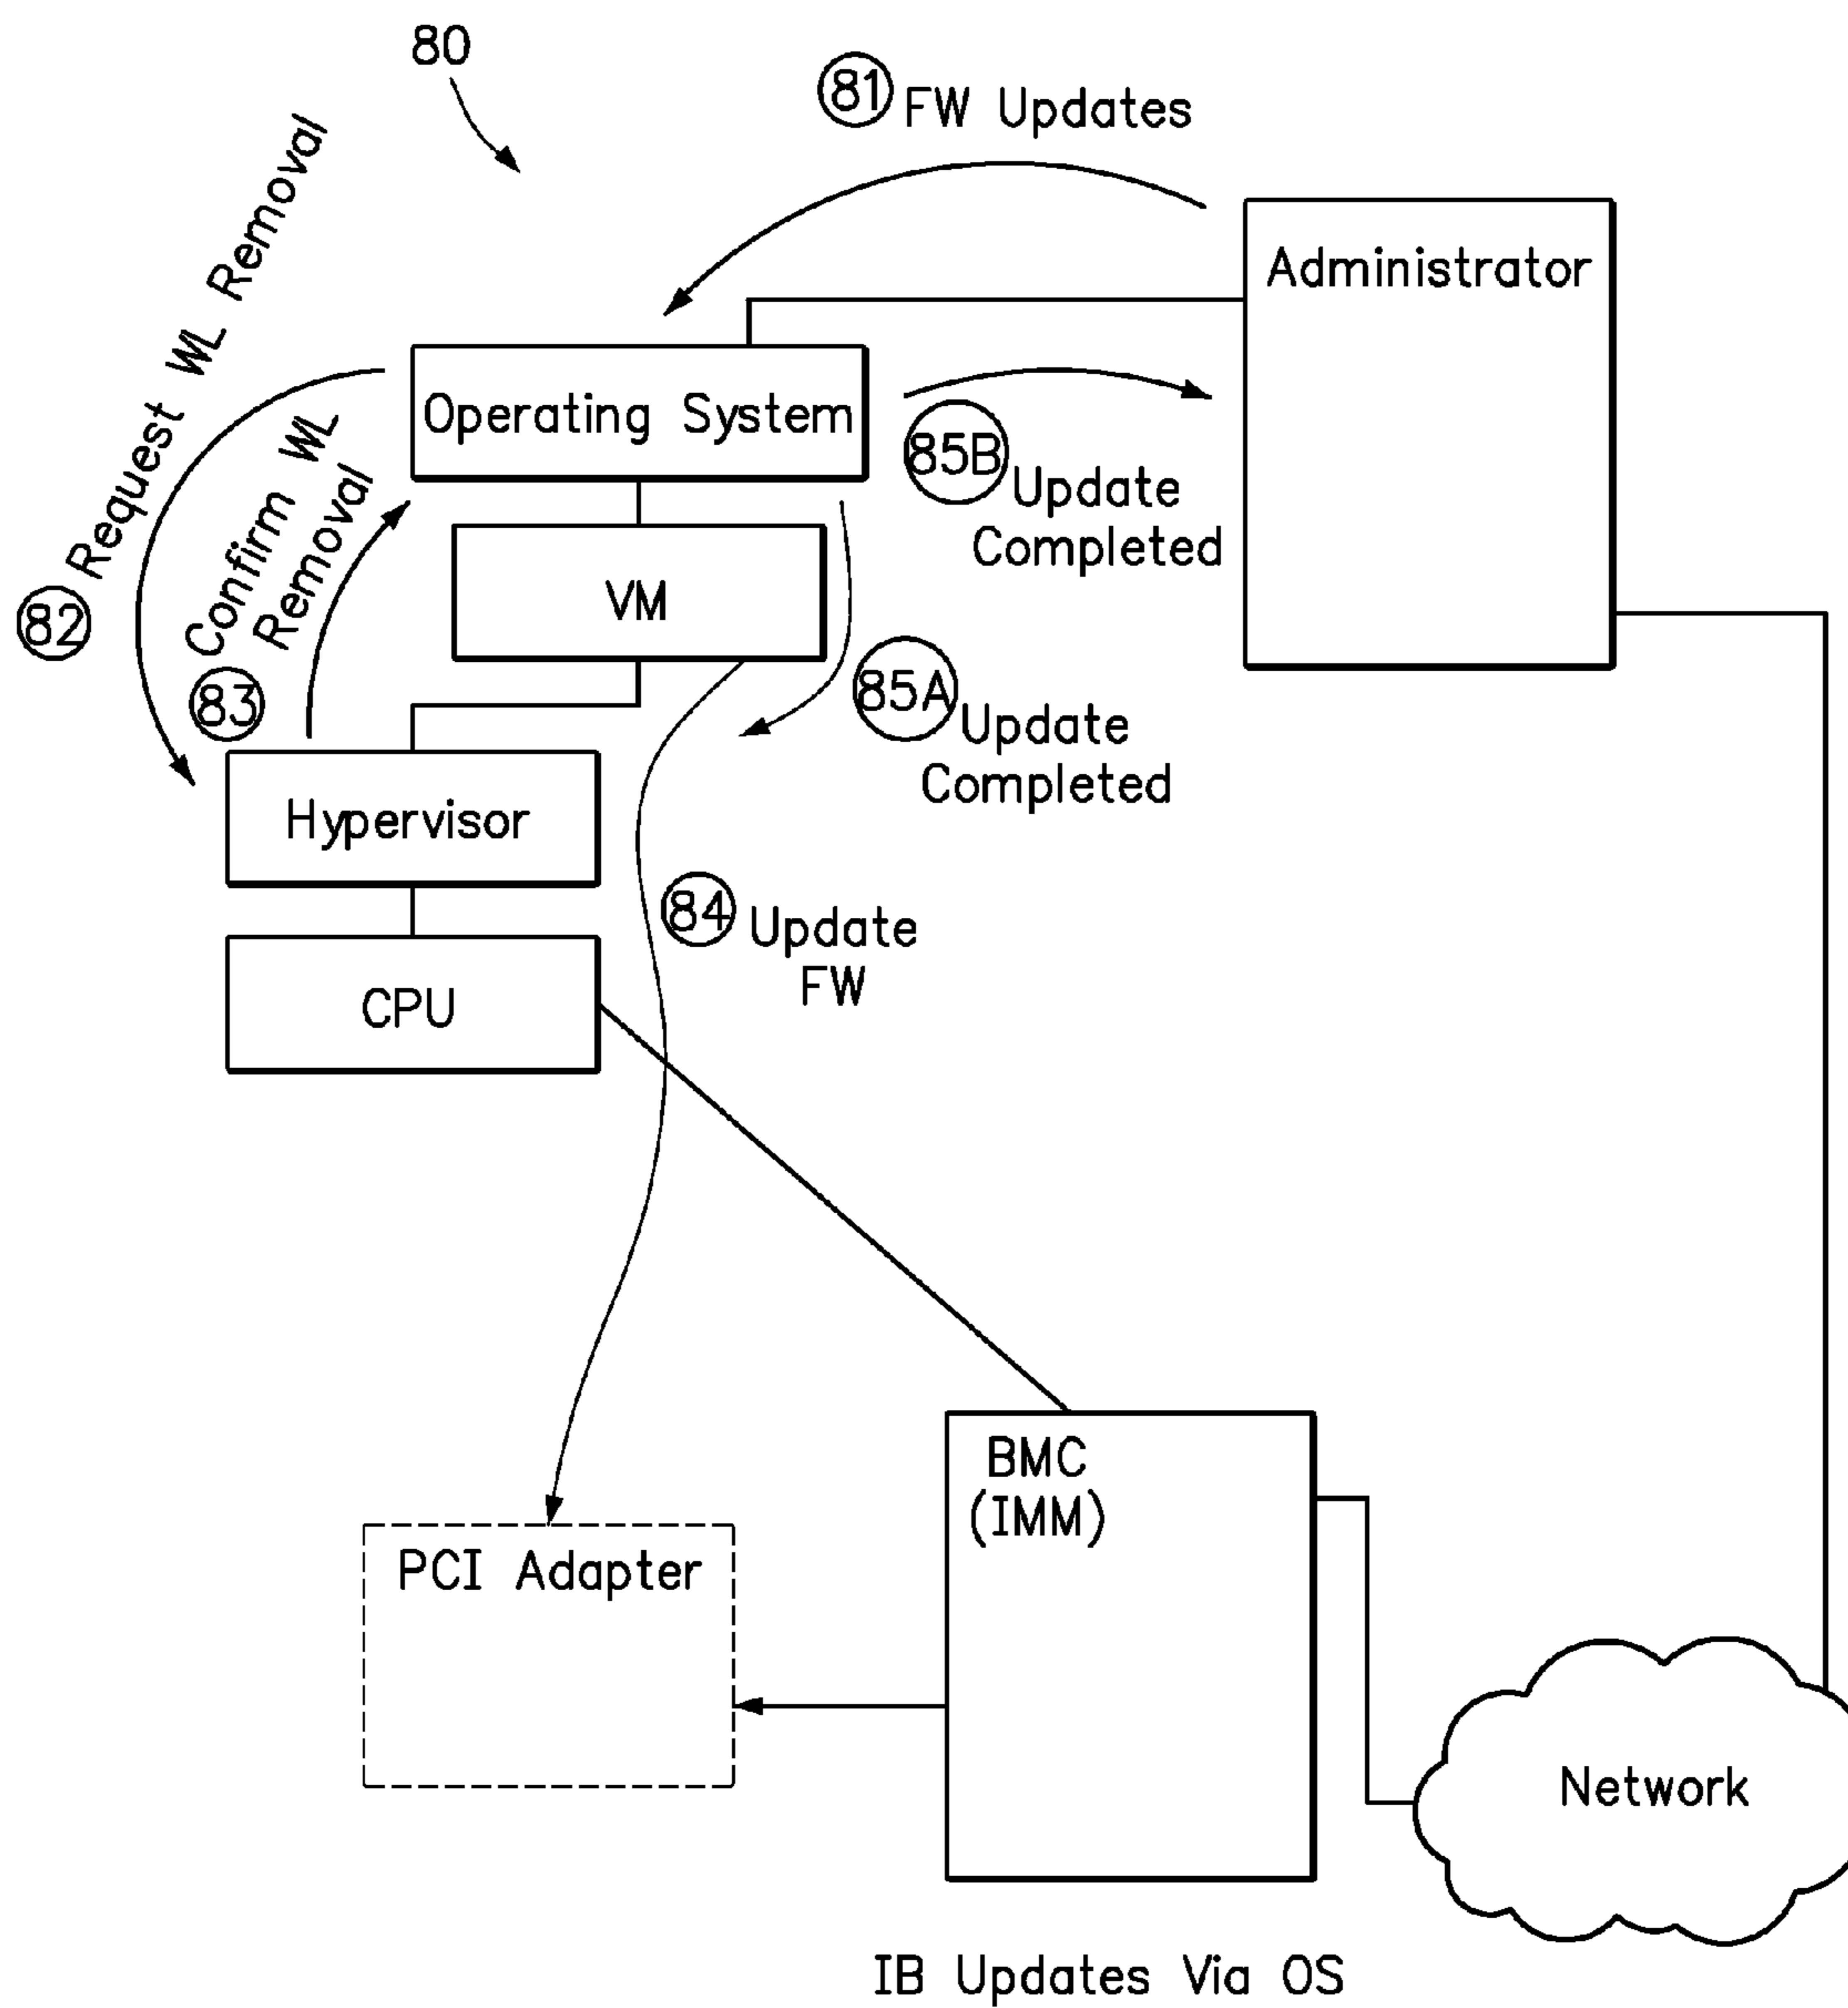 80
81 FW Updates
Administrator
82 Request WL Removal
Operating System
83 Confirm WL
Removal
85B Update
Completed
VM
85A Update
Completed
Hypervisor
84 Update
FW
CPU
BMC
(IMM)
PCI Adapter
Network
IB Updates Via OS